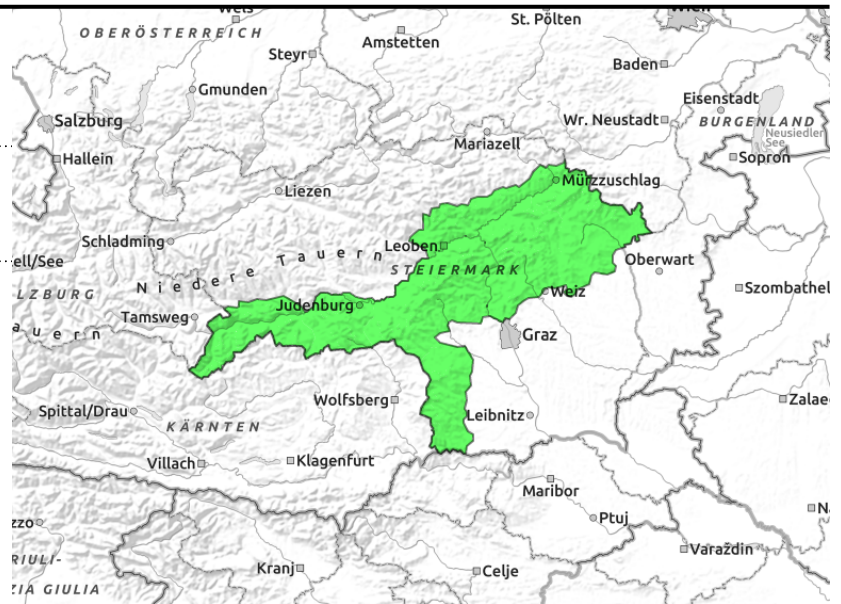 Wels
Wien
St. Pölten
OBERÖSTERREICH
Amstetten
Steyr
Baden
Gmunden
Eisenstadt
Salzburg
Wr. Neustadt
BURGENLAND
Neusiedler
See
Mariazell
Hallein
Sopron
Mürzzuschlag
Liezen
Schladming
Leoben
ell/See
Niedere Tauern
STEIERMARK
Oberwart
LZBURG
Judenburg
Weiz
Szombathel
Tamsweg
auern
Graz
Wolfsberg
Zalae
Spittal/Drau
Leibnitz
KÄRNTEN
Villach
Klagenfurt
Maribor
N
zzo
Ptuj
Varaždin
RIULI-
ZIA GIULIA
Kranj
Celje